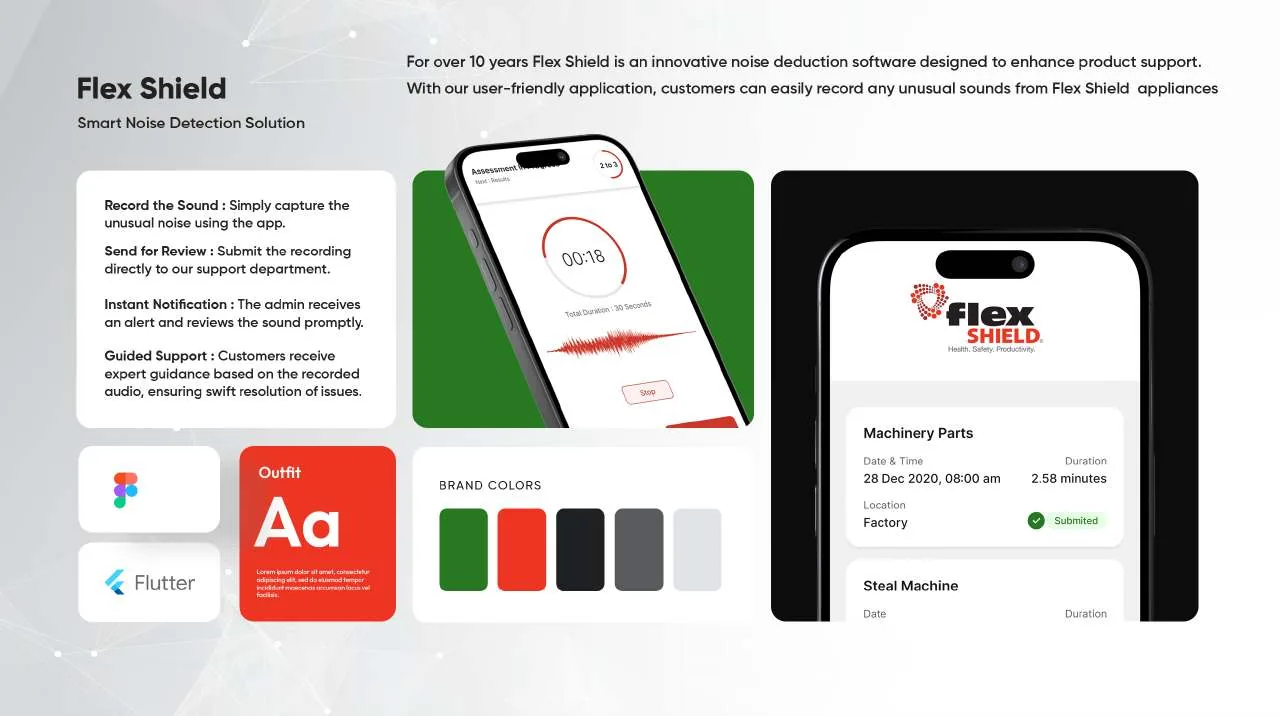 Flex Shield
Smart Noise Detection Solution
For over 10 years Flex Shield is an innovative noise deduction software designed to enhance product support.
With our user-friendly application, customers can easily record any unusual sounds from Flex Shield appliances
Record the Sound : Simply capture the
unusual noise using the app.
Send for Review : Submit the recording
directly to our support department.
Instant Notification : The admin receives
an alert and reviews the sound promptly.
Guided Support : Customers receive
expert guidance based on the recorded
audio, ensuring swift resolution of issues.
Assessment in Progress
Next : Results
2 to 3
00:18
Total Duration : 30 Seconds
Stop
flex
SHIELD®
Health. Safety. Productivity.
Machinery Parts
Date & Time
Duration
28 Dec 2020, 08:00 am
2.58 minutes
Location
Factory
Submited
Steal Machine
Date
Duration
Flutter
Outfit
Aa
Lorem ipsum dolor sit amet, consectetur
adipiscing elit, sed do eiusmod tempor
incididunt maecenas accumsan lacus vel
facilisis.
BRAND COLORS